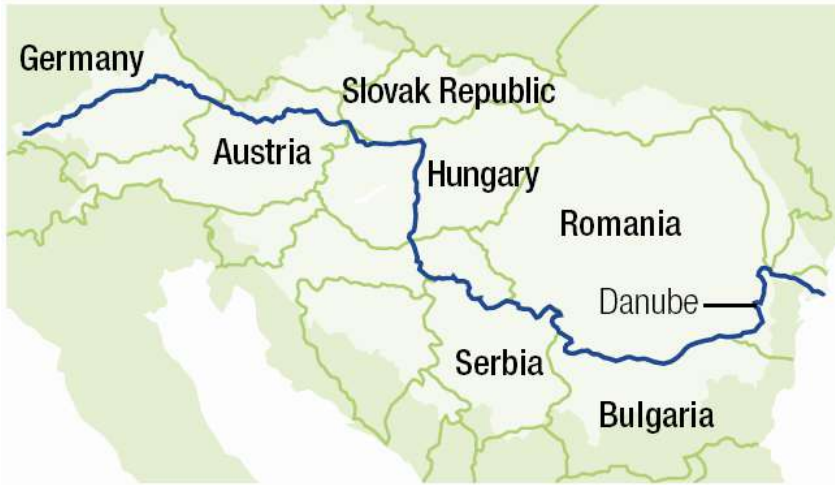 Germany
Slovak Republic
Austria
Hungary
Romania
Danube
Serbia
Bulgaria